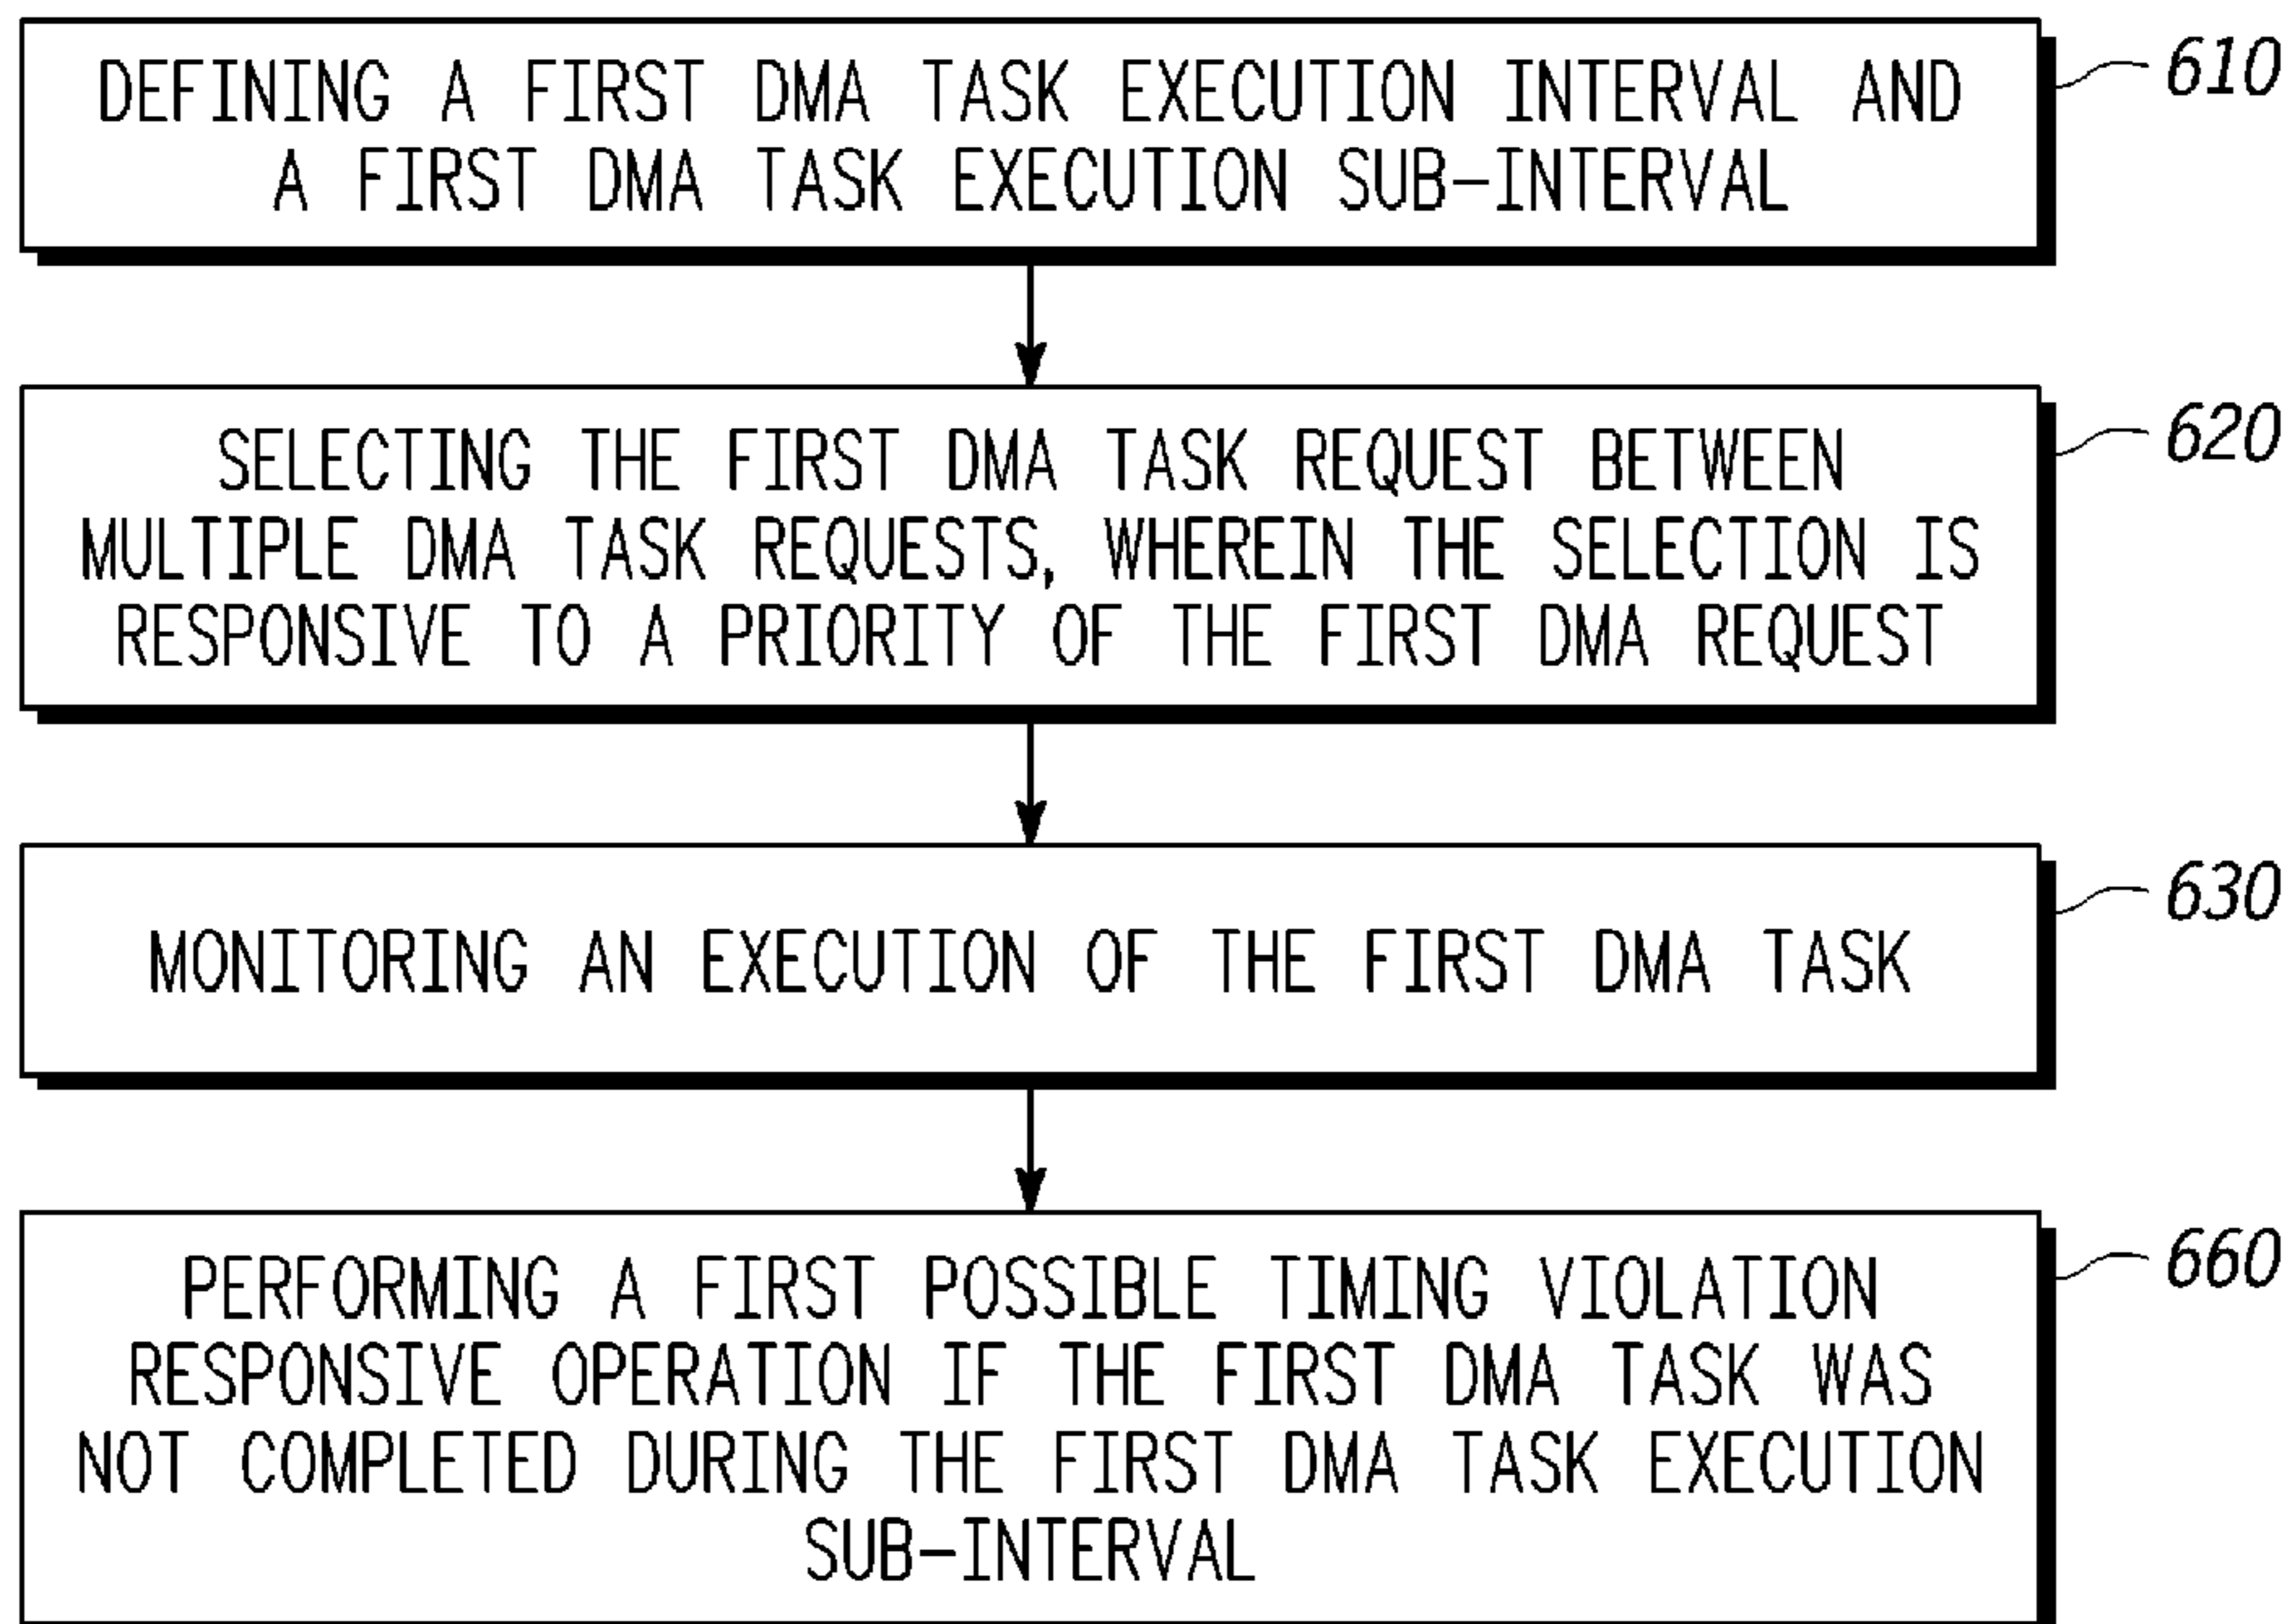 DEFINING A FIRST DMA TASK EXECUTION INTERVAL AND
A FIRST DMA TASK EXECUTION SUB-INTERVAL
610
SELECTING THE FIRST DMA TASK REQUEST BETWEEN
MULTIPLE DMA TASK REQUESTS, WHEREIN THE SELECTION IS
RESPONSIVE TO A PRIORITY OF THE FIRST DMA REQUEST
620
MONITORING AN EXECUTION OF THE FIRST DMA TASK
630
PERFORMING A FIRST POSSIBLE TIMING VIOLATION
RESPONSIVE OPERATION IF THE FIRST DMA TASK WAS
NOT COMPLETED DURING THE FIRST DMA TASK EXECUTION
SUB-INTERVAL
660